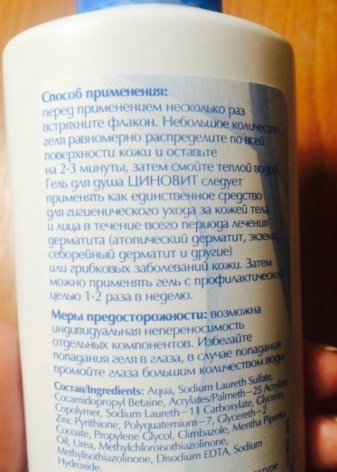 Способ применения:
перед применением несколько раз
встряхните флакон. Небольшое количество
геля равномерно распределите по всей
поверхности кожи и оставьте
на 2-3 минуты, затем смойте теплой водой.
Гель для душа ЦИНОВИТ следует
применять как единственное средство
для гигиенического ухода за кожей тела
и лица в течение всего периода лечения
дерматита (атопический дерматит, экзема,
себорейный дерматит и другие)
или грибковых заболеваний кожи. Затем
можно применять гель с профилактической
целью 1-2 раза в неделю.
Меры предосторожности: возможна
индивидуальная непереносимость
отдельных компонентов. Избегайте
попадания геля в глаза, в случае попадания
промойте глаза большим количеством воды.
Состав/Ingredients: Aqua, Sodium Laureth Sulfate,
Cocamidopropyl Betaine, Acrylates/Palmeth-25 Acrylate
Copolymer, Sodium Laureth-11 Carboxylate, Glycerin,
Zinc Pyrithione, Polyquaternium-7, Glycereth-2
Cocoate, Propylene Glycol, Climbazole, Mentha Piperita
Oil, Urea, Methylchloroisothiazolinone,
Methylisothiazolinone, Disodium EDTA, Sodium
Hydroxide.